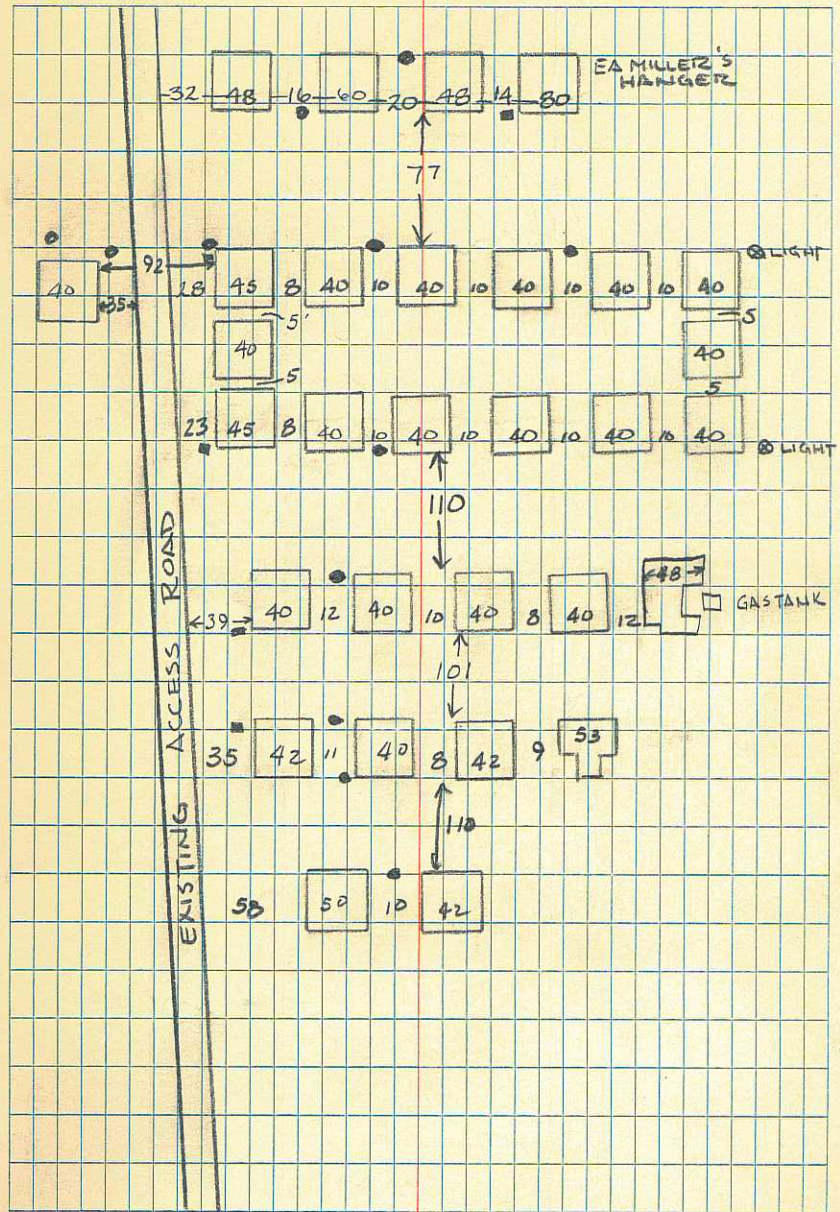 EA MILLER'S
HANGER
32 48 16 60 20 48 14 80
77
92
LIGHT
40 35 28 45 8 40 10 40 10 40 10 40 10 40
5' 5
40 40
5 5
23 45 8 40 10 40 10 40 10 40 10 40
LIGHT
110
EXISTING ACCESS ROAD
39 40 12 40 10 40 8 40 12 48 GASTANK
101
35 42 11 40 8 42 9 53
110
58 50 10 42